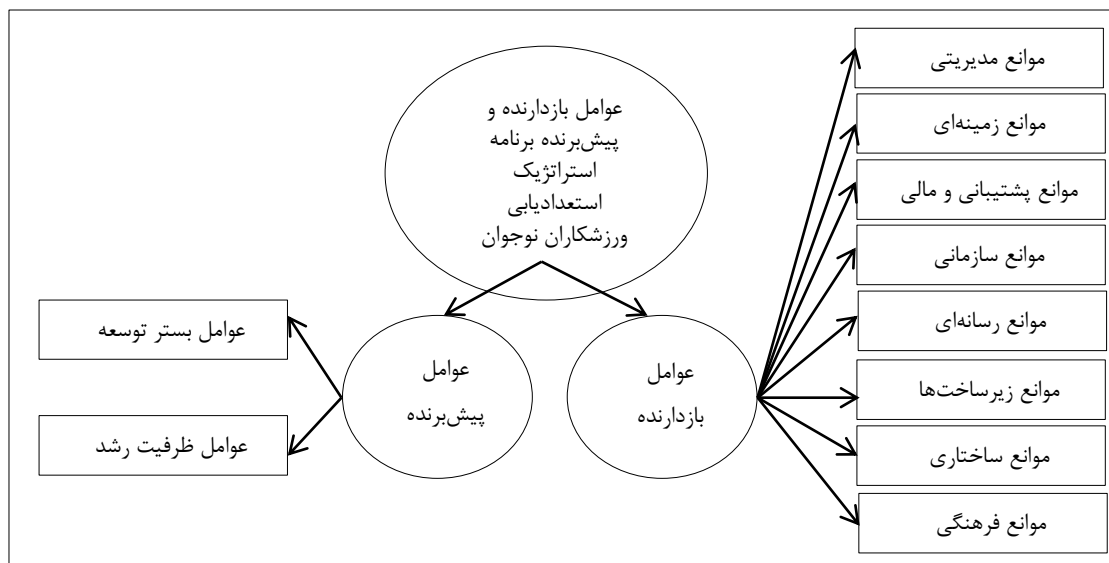 عوامل بازدارنده و
پیش‌برنده برنامه
استراتژیک
استعدادیابی
ورزشکاران نوجوان
عوامل
بازدارنده
عوامل
پیش‌برنده
موانع مدیریتی
موانع زمینه‌ای
موانع پشتیبانی و مالی
موانع سازمانی
موانع رسانه‌ای
موانع زیرساخت‌ها
موانع ساختاری
موانع فرهنگی
عوامل بستر توسعه
عوامل ظرفیت رشد